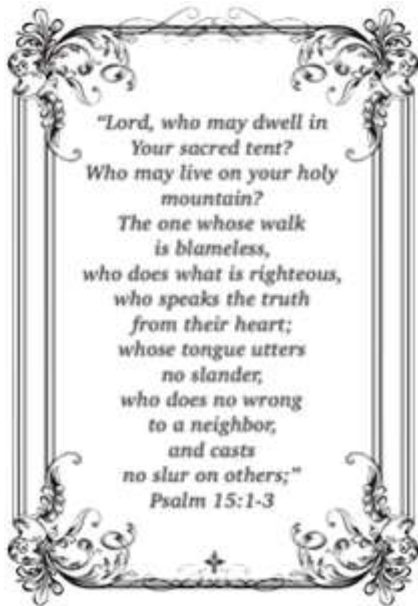 “Lord, who may dwell in
Your sacred tent?
Who may live on your holy
mountain?
The one whose walk
is blameless,
who does what is righteous,
who speaks the truth
from their heart;
whose tongue utters
no slander,
who does no wrong
to a neighbor,
and casts
no slur on others;”
Psalm 15:1-3